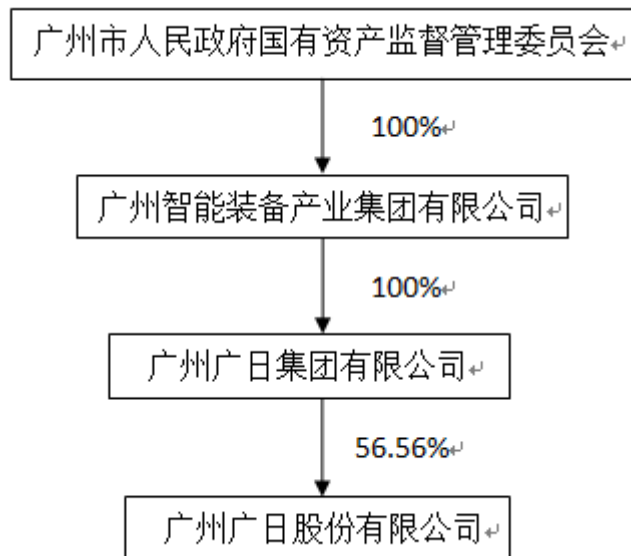 广州市人民政府国有资产监督管理委员会
100%
广州智能装备产业集团有限公司
100%
广州广日集团有限公司
56.56%
广州广日股份有限公司